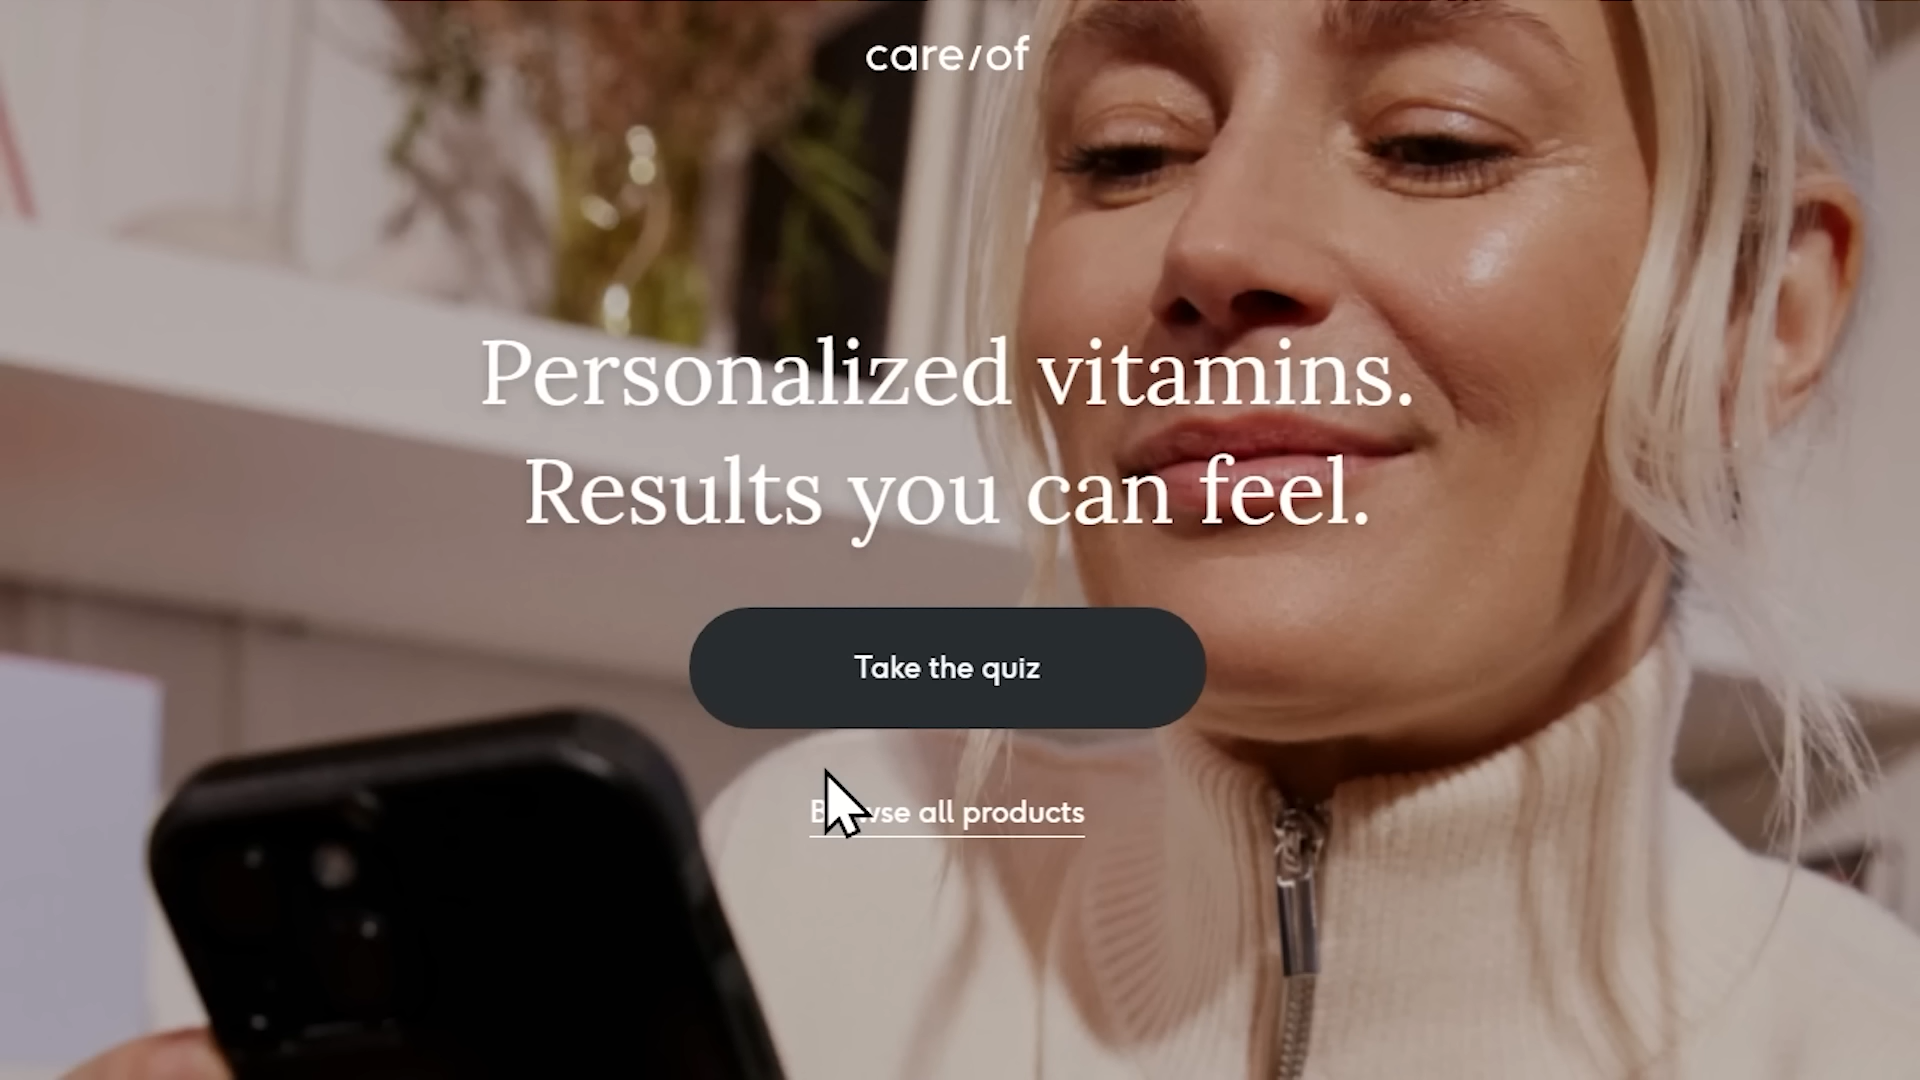 care/of
Personalized vitamins.
Results you can feel.
Take the quiz
all products